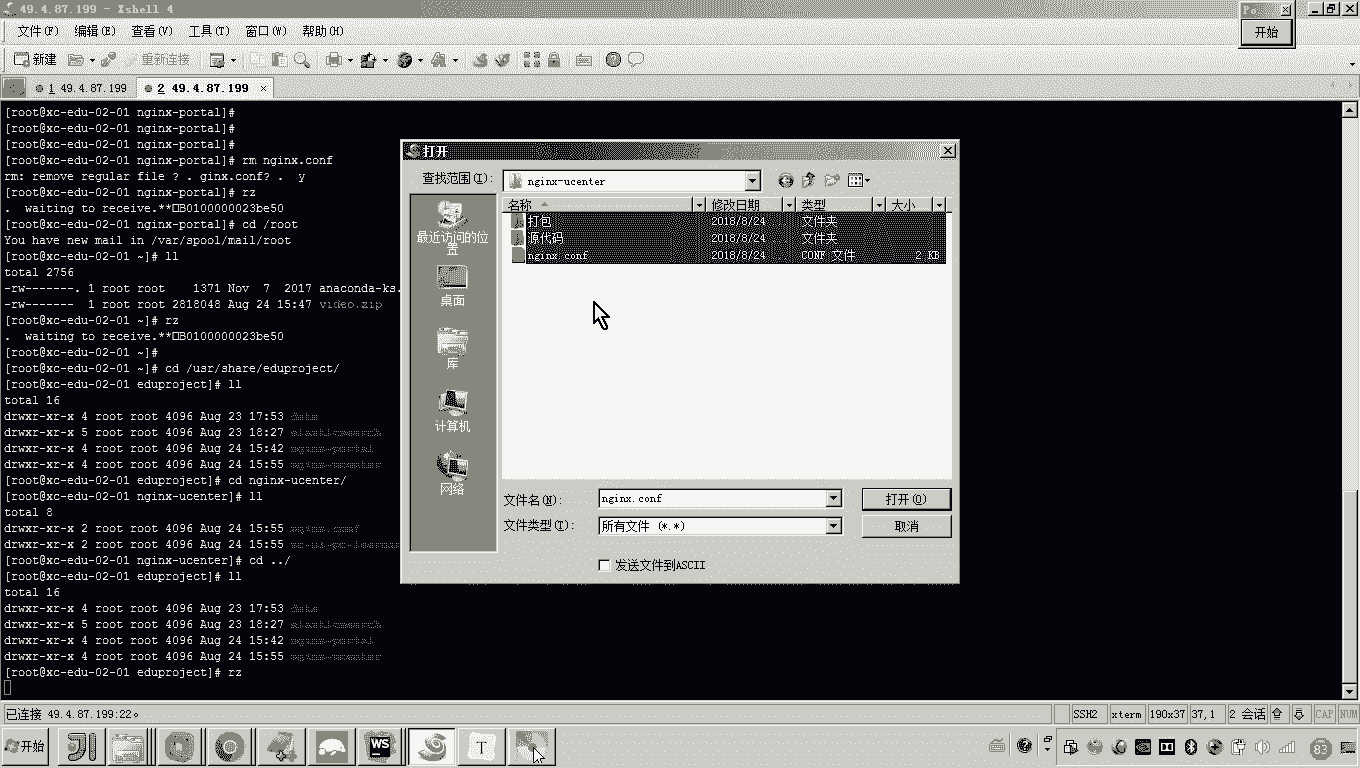 49.4.87.199 - Xshell 4
开始
文件(F) 编辑(E) 查看(V) 工具(T) 窗口(W) 帮助(H)
新建 重新连接
1 49.4.87.199 2 49.4.87.199
[root@xc-edu-02-01 nginx-portal]#
[root@xc-edu-02-01 nginx-portal]#
[root@xc-edu-02-01 nginx-portal]#
[root@xc-edu-02-01 nginx-portal]# rm nginx.conf
rm: remove regular file ? . ginx.conf? . y
[root@xc-edu-02-01 nginx-portal]# rz
. waiting to receive.**□B0100000023be50
[root@xc-edu-02-01 nginx-portal]# cd /root
You have new mail in /var/spool/mail/root
[root@xc-edu-02-01 ~]# ll
total 2756
-rw-------. 1 root root 1371 Nov 7 2017 anaconda-ks.
-rw------- 1 root root 2818048 Aug 24 15:47 video.zip
[root@xc-edu-02-01 ~]# rz
. waiting to receive.**□B0100000023be50
[root@xc-edu-02-01 ~]#
[root@xc-edu-02-01 ~]# cd /usr/share/eduproject/
[root@xc-edu-02-01 eduproject]# ll
total 16
drwxr-xr-x 4 root root 4096 Aug 23 17:53
drwxr-xr-x 5 root root 4096 Aug 23 18:27
drwxr-xr-x 4 root root 4096 Aug 24 15:42
drwxr-xr-x 4 root root 4096 Aug 24 15:55
[root@xc-edu-02-01 eduproject]# cd nginx-ucenter/
[root@xc-edu-02-01 nginx-ucenter]# ll
total 8
drwxr-xr-x 2 root root 4096 Aug 24 15:55
drwxr-xr-x 2 root root 4096 Aug 24 15:55
[root@xc-edu-02-01 nginx-ucenter]# cd ../
[root@xc-edu-02-01 eduproject]# ll
total 16
drwxr-xr-x 4 root root 4096 Aug 23 17:53
drwxr-xr-x 5 root root 4096 Aug 23 18:27
drwxr-xr-x 4 root root 4096 Aug 24 15:42
drwxr-xr-x 4 root root 4096 Aug 24 15:55
[root@xc-edu-02-01 eduproject]# rz
打开
查找范围(I): nginx-ucenter
名称 修改日期 类型 大小
打包 2018/8/24 ... 文件夹
源代码 2018/8/24 ... 文件夹
nginx.conf 2018/8/24 ... CONF 文件 2 KB
最近访问的位置
桌面
库
计算机
网络
文件名(N): nginx.conf 打开(O)
文件类型(T): 所有文件 (*.*) 取消
发送文件到ASCII
已连接 49.4.87.199:22。 SSH2 xterm 190x37 37,1 2 会话 CAP NUM
开始 WS T 83